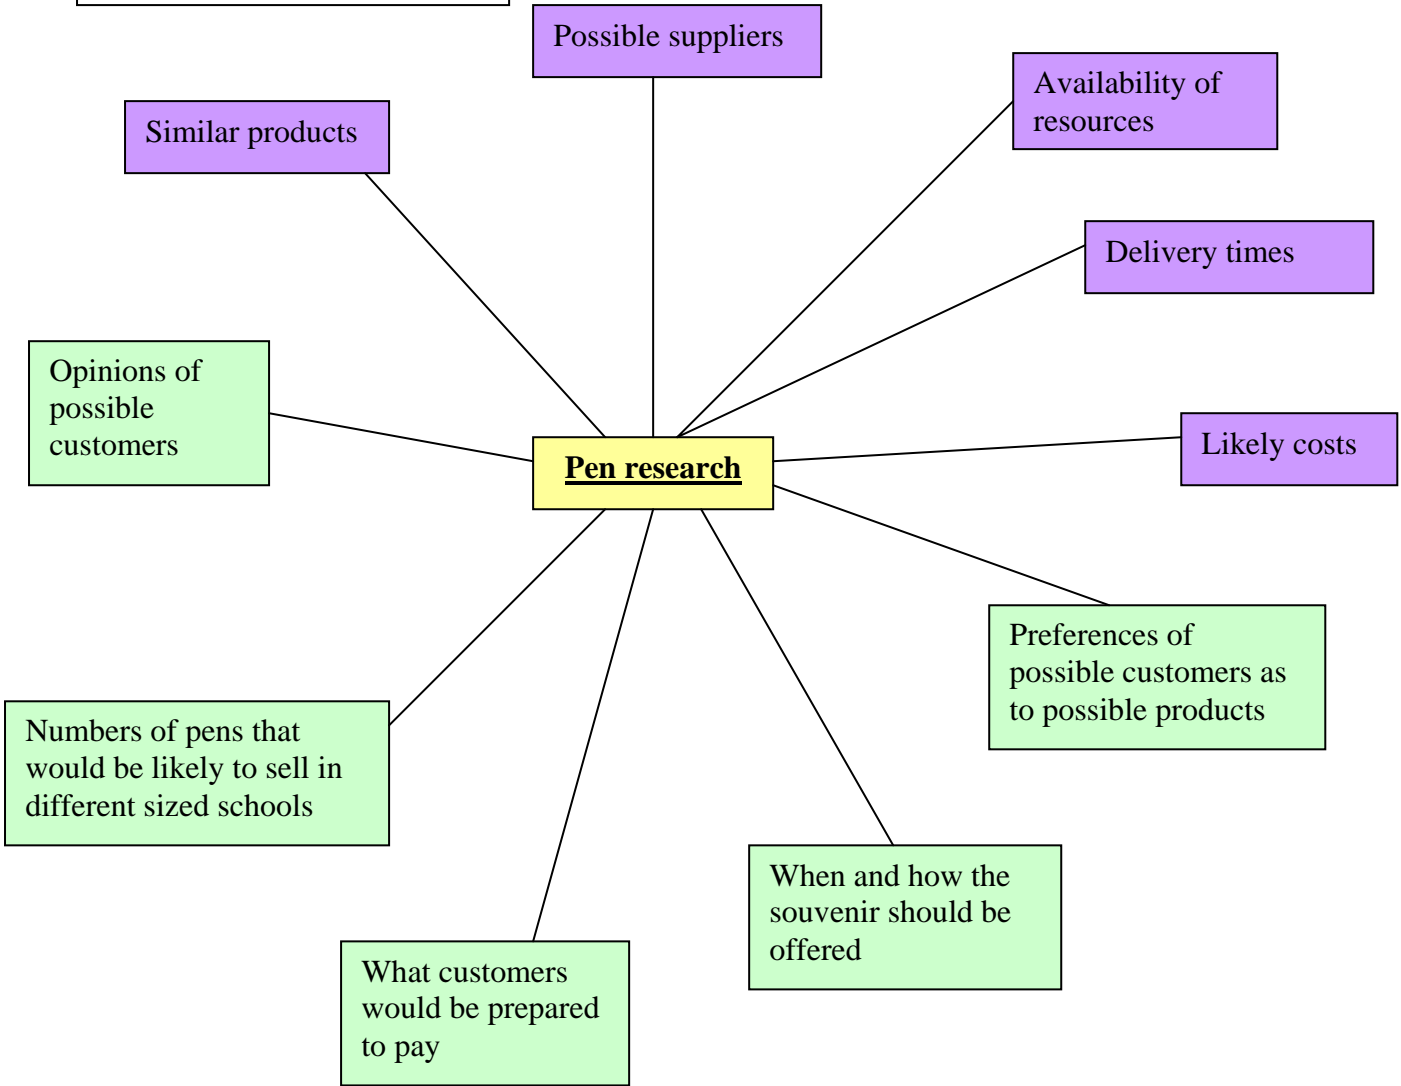 Possible suppliers
Availability of
resources
Similar products
Delivery times
Opinions of
possible
customers
Likely costs
Pen research
Preferences of
possible customers as
to possible products
Numbers of pens that
would be likely to sell in
different sized schools
When and how the
souvenir should be
offered
What customers
would be prepared
to pay